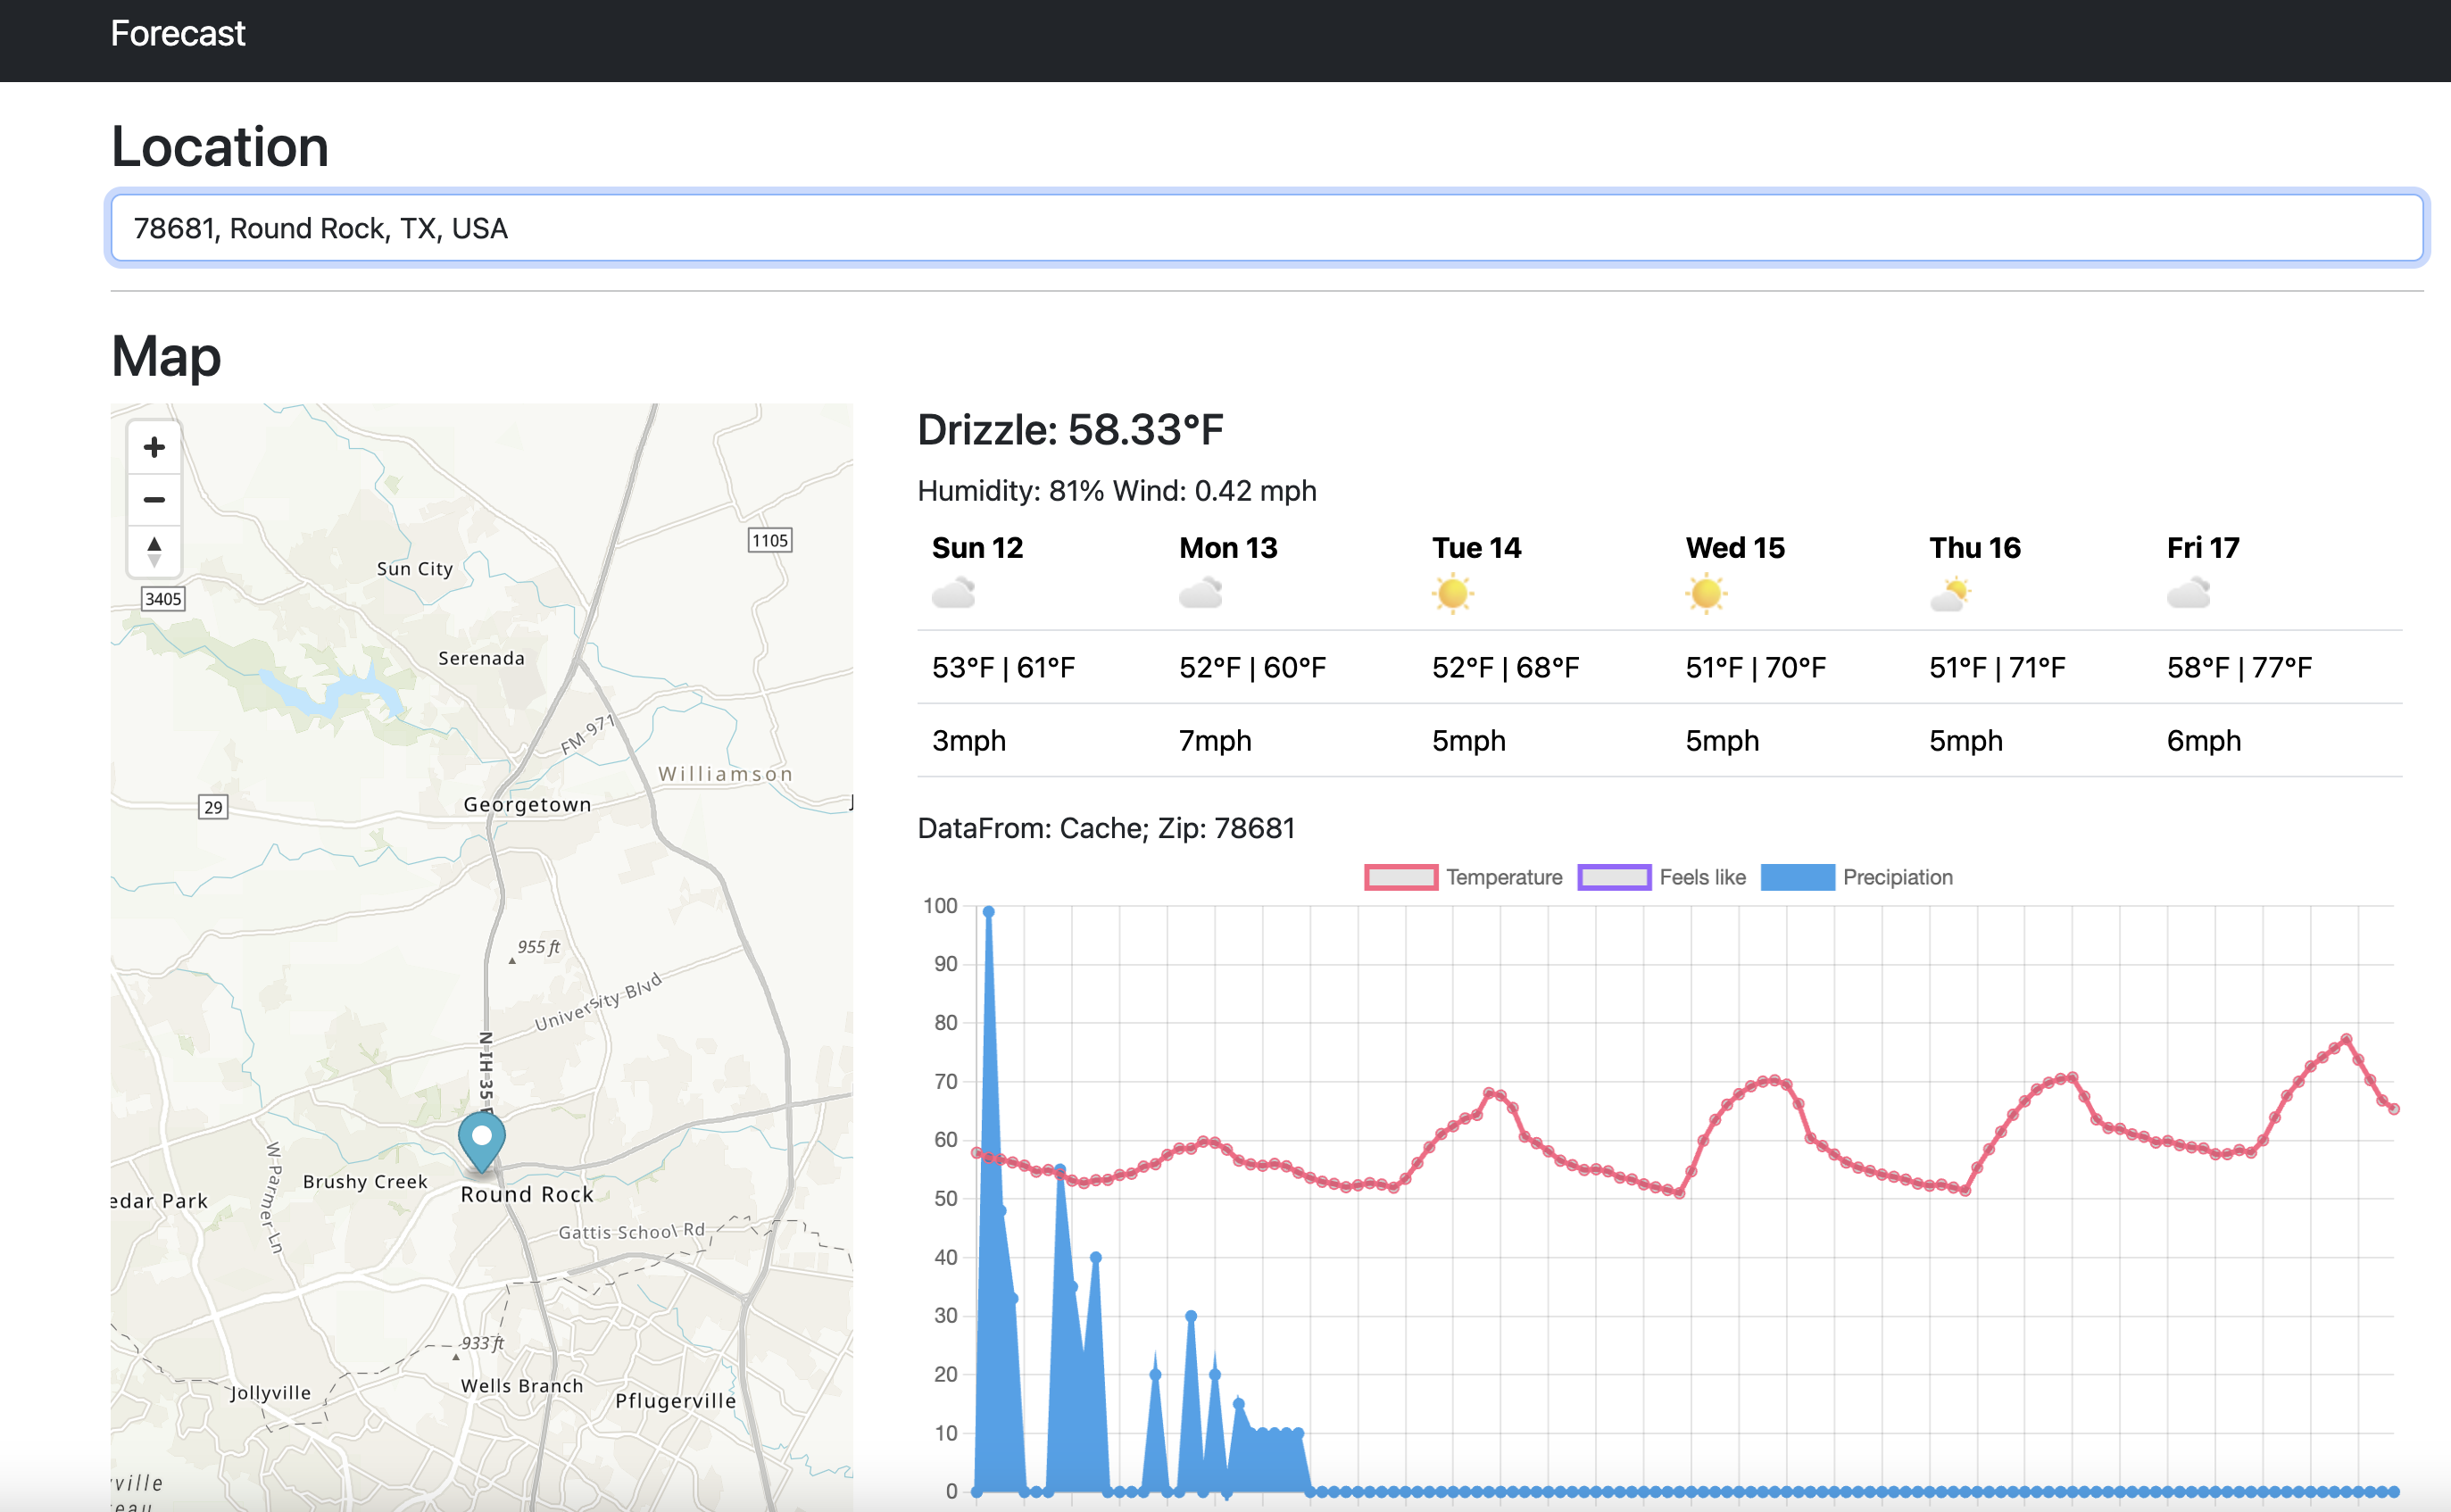 Forecast
Location
78681, Round Rock, TX, USA
Map
Sun City
1105
3405
Serenada
FM 971
Williamson
29
Georgetown
955 ft
University Blvd
N IH 35
W Parmer Ln
Brushy Creek
edar Park
Round Rock
Gattis School Rd
933 ft
Jollyville
Wells Branch
Pflugerville
ville
eau
Drizzle: 58.33°F
Humidity: 81% Wind: 0.42 mph
Sun 12 Mon 13 Tue 14 Wed 15 Thu 16 Fri 17
53°F | 61°F 52°F | 60°F 52°F | 68°F 51°F | 70°F 51°F | 71°F 58°F | 77°F
3mph 7mph 5mph 5mph 5mph 6mph
DataFrom: Cache; Zip: 78681
Temperature Feels like Precipiation
100
90
80
70
60
50
40
30
20
10
0